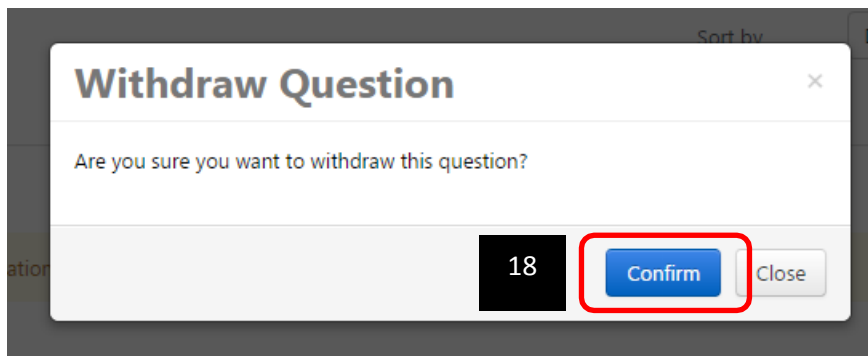 Sort by
Withdraw Question
×
Are you sure you want to withdraw this question?
18
Confirm
Close